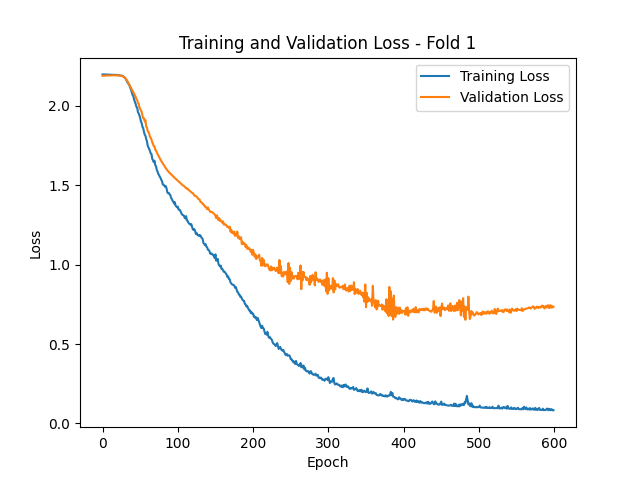 Training and Validation Loss - Fold 1
Training Loss
Validation Loss
2.0
1.5
1.0
0.5
0.0
Loss
0 100 200 300 400 500 600
Epoch